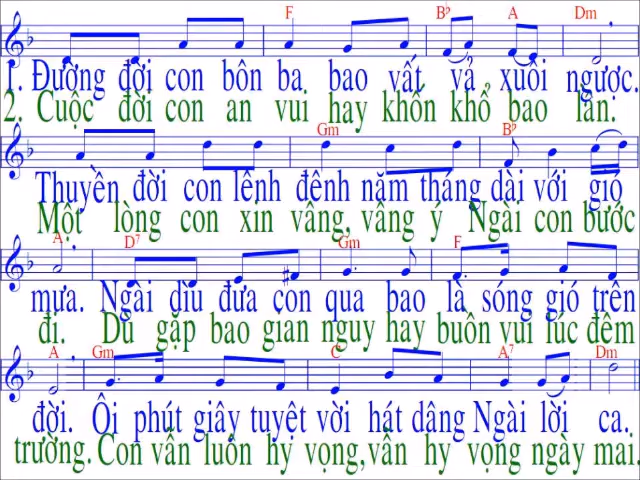 F B♭ A Dm
1. Đường đời con bôn ba bao vất vả xuôi ngược.
2. Cuộc đời con an vui hay khốn khổ bao lần.
Gm B♭
Thuyền đời con lênh đênh năm tháng dài với gió
Một lòng con xin vâng, vâng ý Ngài con bước
A D7 Gm F
mưa. Ngài dìu đưa con qua bao là sóng gió trên
đi. Dù gặp bao gian nguy hay buồn vui lúc đêm
A Gm C A7 Dm
đời. Ôi phút giây tuyệt vời hát dâng Ngài lời ca.
trường. Con vẫn luôn hy vọng, vẫn hy vọng ngày mai.